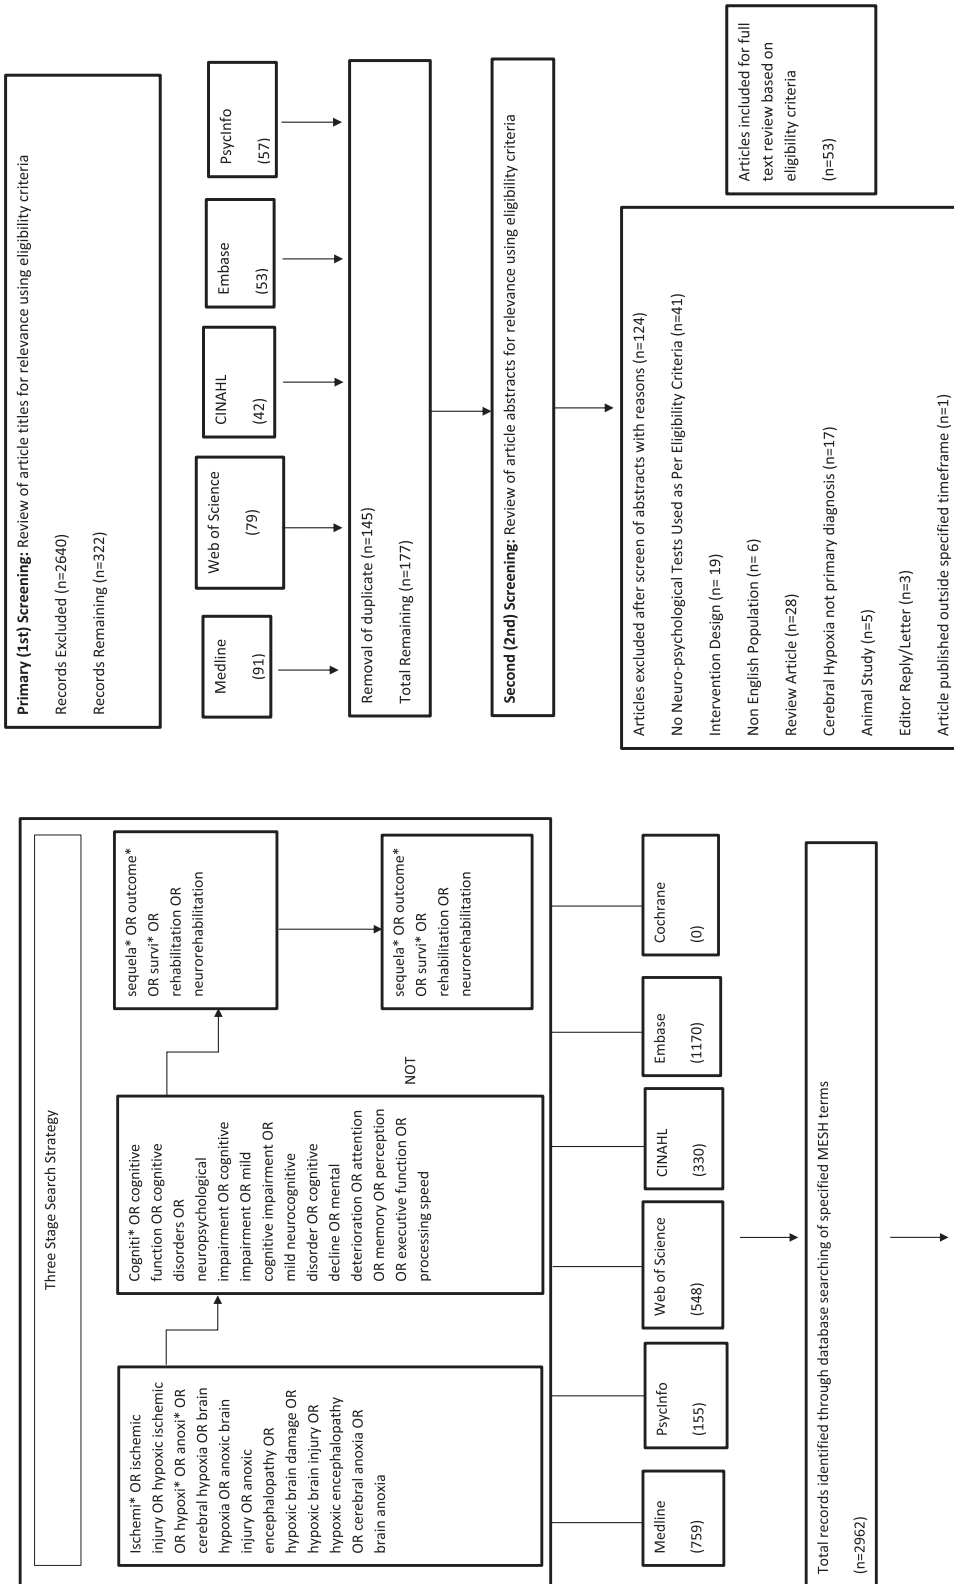 Three Stage Search Strategy
Ischemi* OR ischemic
injury OR hypoxic ischemic
OR hypoxi* OR anoxi* OR
cerebral hypoxia OR brain
hypoxia OR anoxic brain
injury OR anoxic
encephalopathy OR
hypoxic brain damage OR
hypoxic brain injury OR
hypoxic encephalopathy
OR cerebral anoxia OR
brain anoxia
Cogniti* OR cognitive
function OR cognitive
disorders OR
neuropsychological
impairment OR cognitive
impairment OR mild
cognitive impairment OR
mild neurocognitive
disorder OR cognitive
decline OR mental
deterioration OR attention
OR memory OR perception
OR executive function OR
processing speed
sequela* OR outcome*
OR survi* OR
rehabilitation OR
neurorehabilitation
NOT
sequela* OR outcome*
OR survi* OR
rehabilitation OR
neurorehabilitation
Medline
(759)
PsycInfo
(155)
Web of Science
(548)
CINAHL
(330)
Embase
(1170)
Cochrane
(0)
Total records identified through database searching of specified MESH terms
(n=2962)
Primary (1st) Screening: Review of article titles for relevance using eligibility criteria
Records Excluded (n=2640)
Records Remaining (n=322)
Medline
(91)
Web of Science
(79)
CINAHL
(42)
Embase
(53)
PsycInfo
(57)
Removal of duplicate (n=145)
Total Remaining (n=177)
Second (2nd) Screening: Review of article abstracts for relevance using eligibility criteria
Articles excluded after screen of abstracts with reasons (n=124)
No Neuro-psychological Tests Used as Per Eligibility Criteria (n=41)
Intervention Design (n= 19)
Non English Population (n= 6)
Review Article (n=28)
Cerebral Hypoxia not primary diagnosis (n=17)
Animal Study (n=5)
Editor Reply/Letter (n=3)
Article published outside specified timeframe (n=1)
Articles included for full
text review based on
eligibility criteria
(n=53)